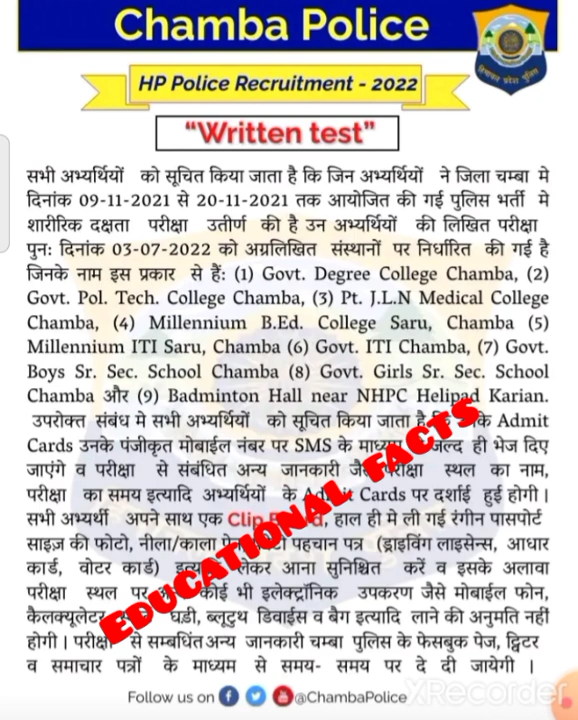 Chamba Police
HP Police Recruitment - 2022
"Written test"
सभी अभ्यर्थियों को सूचित किया जाता है कि जिन अभ्यर्थियों ने जिला चम्बा मे
दिनांक 09-11-2021 से 20-11-2021 तक आयोजित की गई पुलिस भर्ती मे
शारीरिक दक्षता परीक्षा उतीर्ण की है उन अभ्यर्थियों की लिखित परीक्षा
पुन: दिनांक 03-07-2022 को अग्रलिखित संस्थानों पर निर्धारित की गई है
जिनके नाम इस प्रकार से हैं: (1) Govt. Degree College Chamba, (2)
Govt. Pol. Tech. College Chamba, (3) Pt. J.L.N Medical College
Chamba, (4) Millennium B.Ed. College Saru, Chamba (5)
Millennium ITI Saru, Chamba (6) Govt. ITI Chamba, (7) Govt.
Boys Sr. Sec. School Chamba (8) Govt. Girls Sr. Sec. School
Chamba और (9) Badminton Hall near NHPC Helipad Karian.
उपरोक्त संबंध मे सभी अभ्यर्थियों को सूचित किया जाता है Admit
Cards उनके पंजीकृत मोबाईल नंबर पर SMS के जल्द ही भेज दिए
जाएंगे व परीक्षा से संबंधित अन्य जानकारी परीक्षा स्थल का नाम,
परीक्षा का समय इत्यादि अभ्यर्थियों के Admit Cards पर दर्शाई हुई होगी।
सभी अभ्यर्थी अपने साथ एक Clip हाल ही मे ली गई रंगीन पासपोर्ट
साइज़ की फोटो, नीला/काला पहचान पत्र (ड्राइविंग लाइसेन्स, आधार
कार्ड, वोटर कार्ड) लेकर आना सुनिश्चित करें व इसके अलावा
परीक्षा स्थल पर कोई भी इलेक्ट्रॉनिक उपकरण जैसे मोबाईल फोन,
कैलक्यूलेटर, घडी, ब्लूटुथ डिवाईस व बैग इत्यादि लाने की अनुमति नहीं
होगी। परीक्षा से सम्बधित अन्य जानकारी चम्बा पुलिस के फेसबुक पेज, ट्विटर
व समाचार पत्रों के माध्यम से समय- समय पर दे दी जायेगी।
EDUCATIONAL FACTS
Follow us on @ChambaPolice
XRecorder